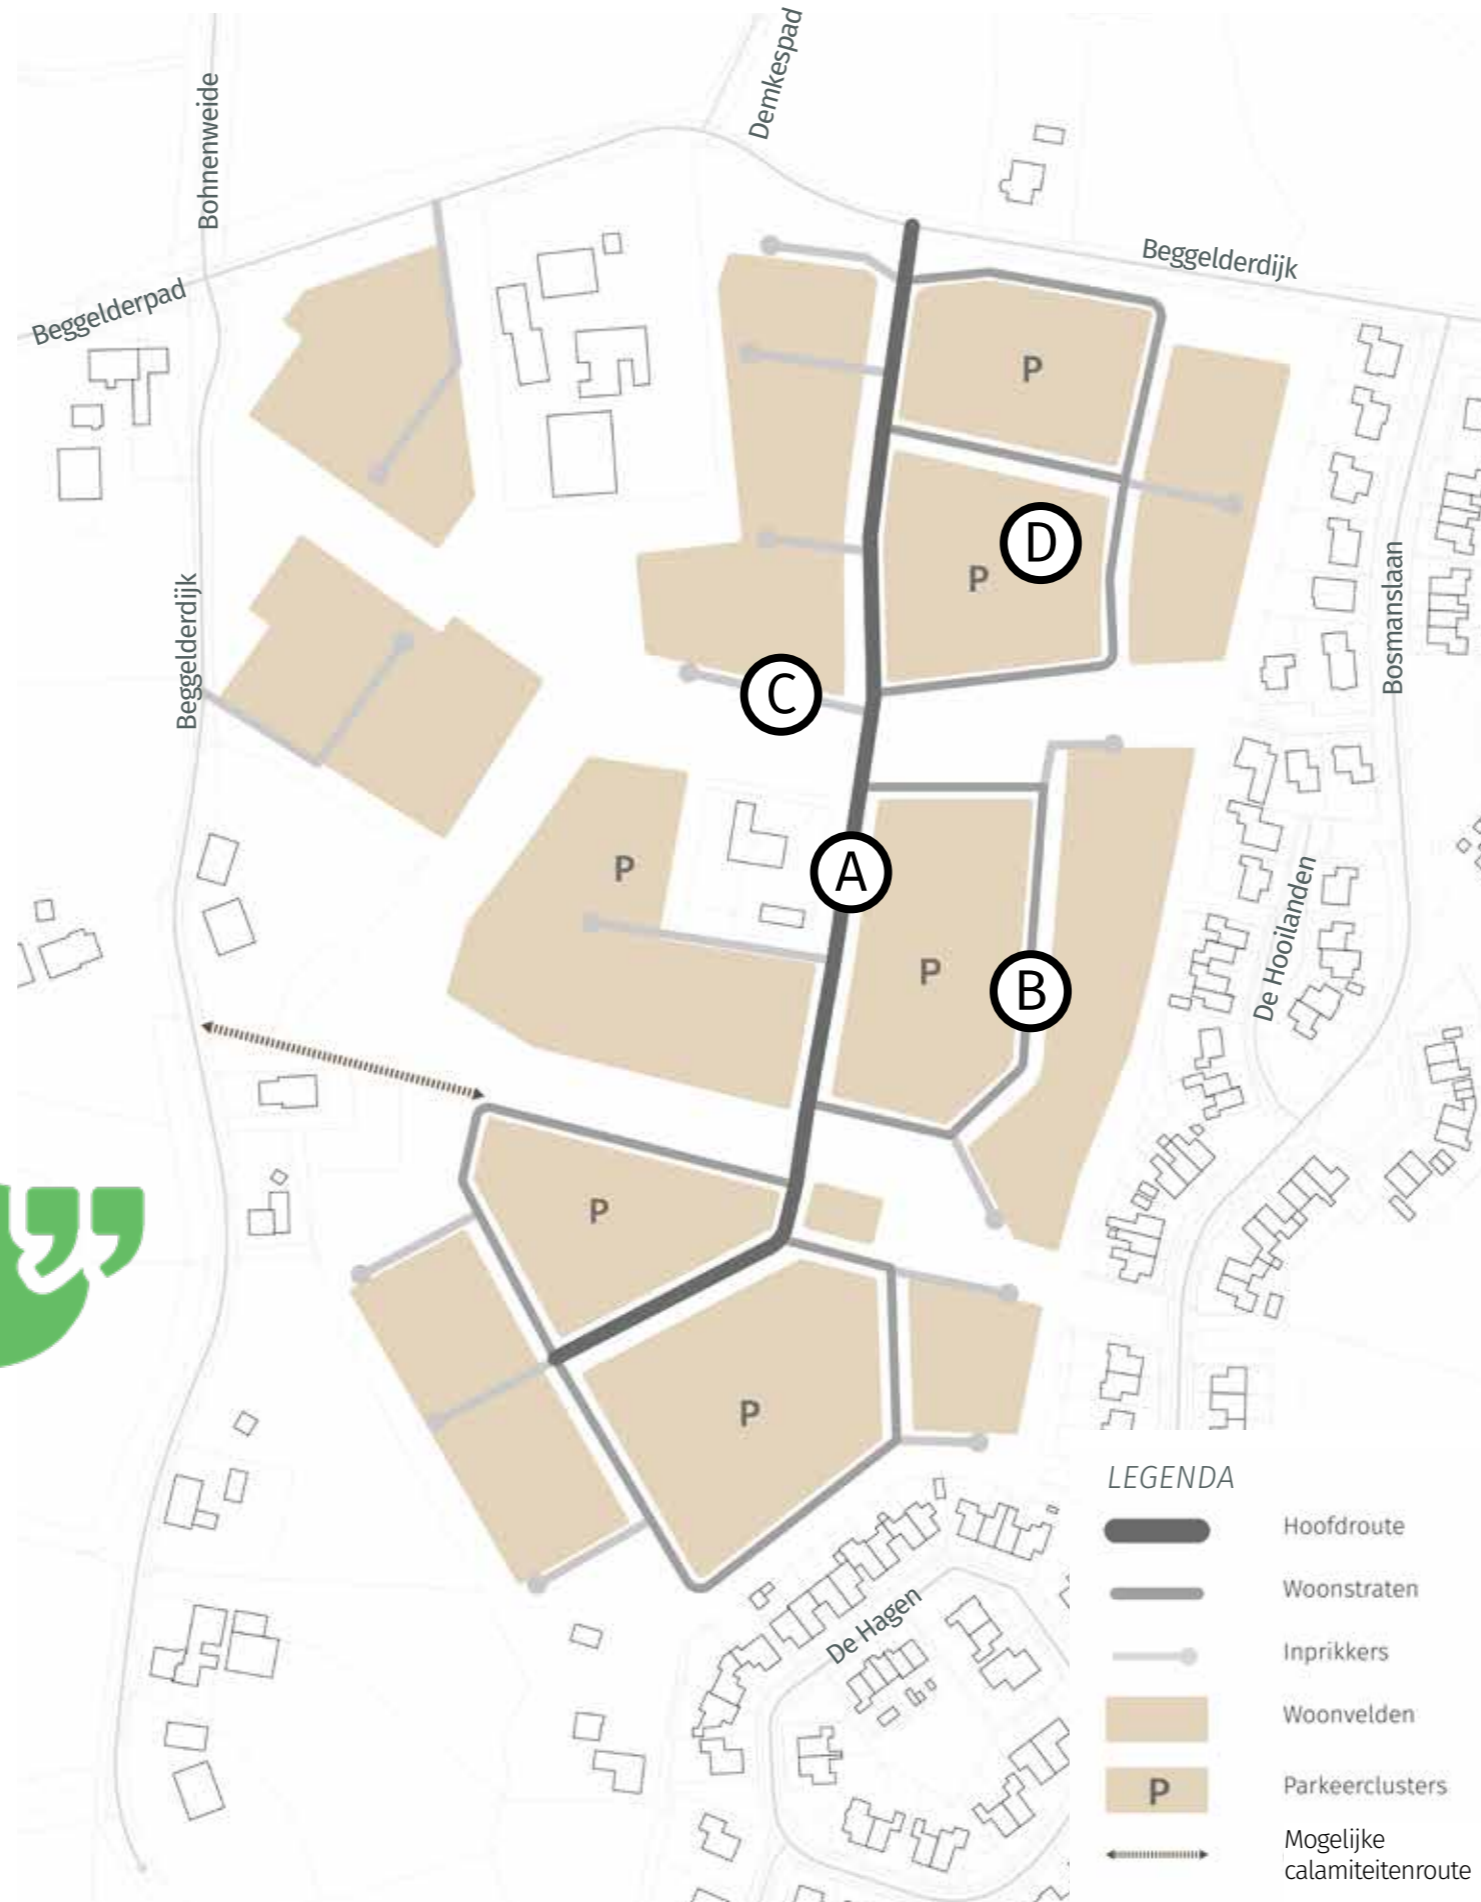 Demkespad
Bohnenweide
Beggelderdijk
Beggelderpad
P
D
P
Beggelderdijk
Bosmanslaan
C
P
A
De Hooilanden
P
B
P
P
LEGENDA
Hoofdroute
Woonstraten
Inprikkers
Woonvelden
P Parkeerclusters
Mogelijke
calamiteitenroute
De Hagen